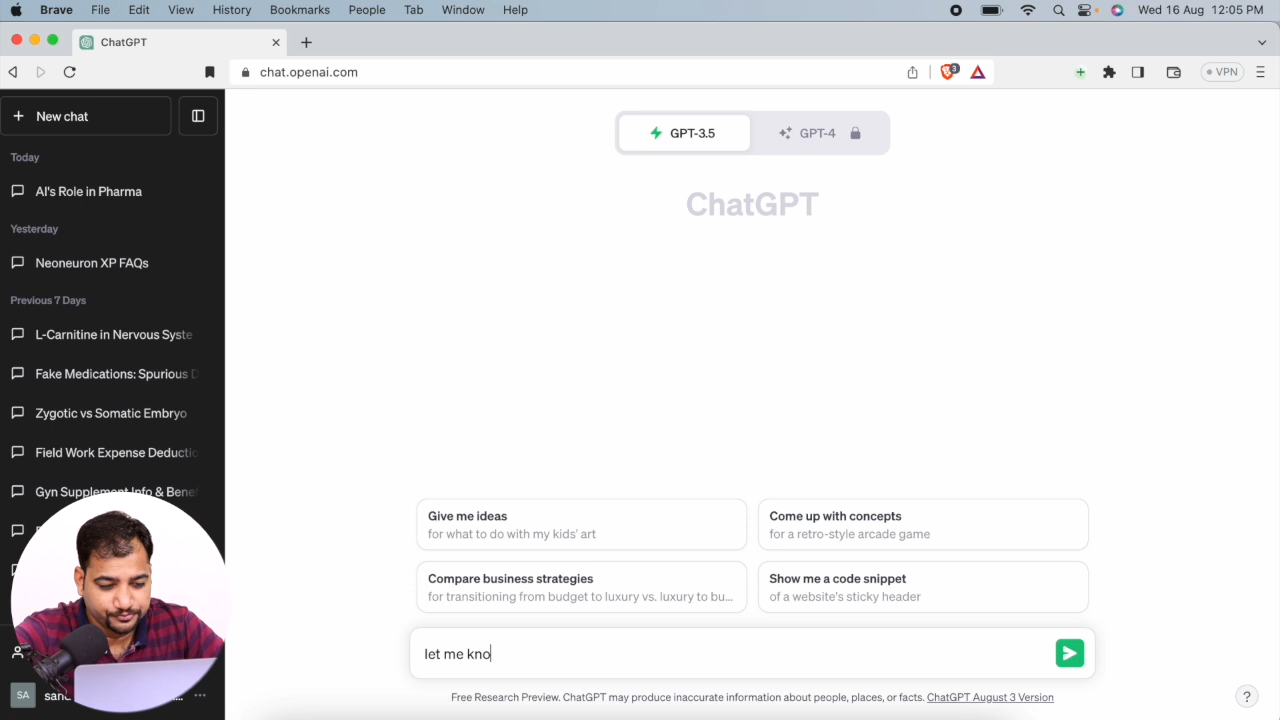 Brave File Edit View History Bookmarks People Tab Window Help Wed 16 Aug 12:05 PM
ChatGPT
chat.openai.com 3 VPN
New chat
Today
AI's Role in Pharma
Yesterday
Neoneuron XP FAQs
Previous 7 Days
L-Carnitine in Nervous Syste
Fake Medications: Spurious D
Zygotic vs Somatic Embryo
Field Work Expense Deductio
Gyn Supplement Info & Bene
SA
GPT-3.5 GPT-4
ChatGPT
Give me ideas
for what to do with my kids' art
Come up with concepts
for a retro-style arcade game
Compare business strategies
for transitioning from budget to luxury vs. luxury to bu...
Show me a code snippet
of a website's sticky header
let me kno
Free Research Preview. ChatGPT may produce inaccurate information about people, places, or facts. ChatGPT August 3 Version
?